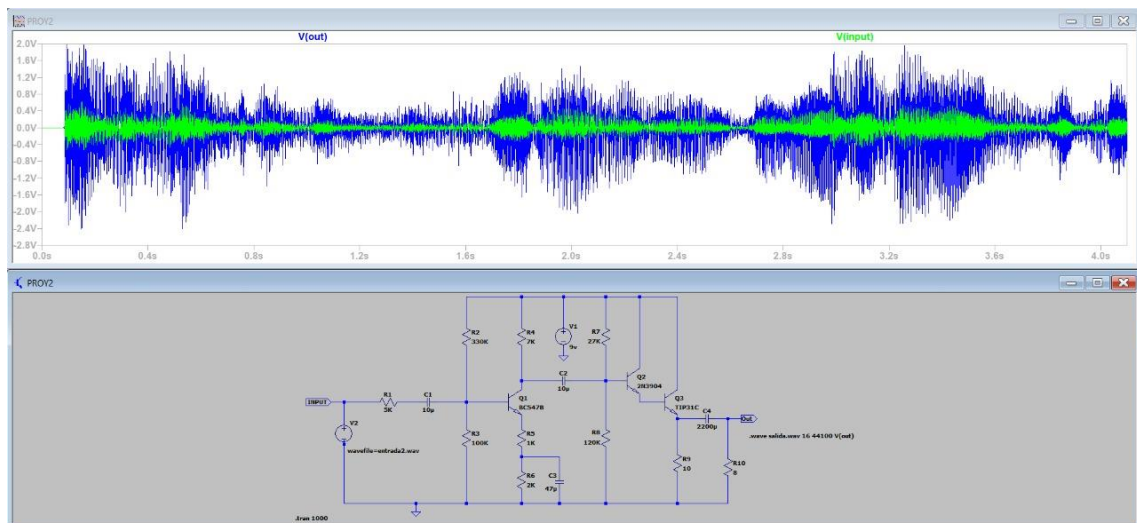 PROY2
V(out) V(input)
2.0V
1.6V
1.2V
0.8V
0.4V
0.0V
-0.4V
-0.8V
-1.2V
-1.6V
-2.0V
-2.4V
-2.8V
0.0s 0.4s 0.8s 1.2s 1.6s 2.0s 2.4s 2.8s 3.2s 3.6s 4.0s
PROY2
R2
330K
R4
7K
V1
9v
R7
27K
C2
10µ
Q2
2N3904
INPUT
R1
5K
C1
10µ
Q1
BC547B
Q3
TIP31C
C4
2200µ
Out
.wave salida.wav 16 44100 V(out)
V2
wavefile=entrada2.wav
R3
100K
R5
1K
R6
2K
C3
47µ
R8
120K
R9
10
R10
8
.tran 1000